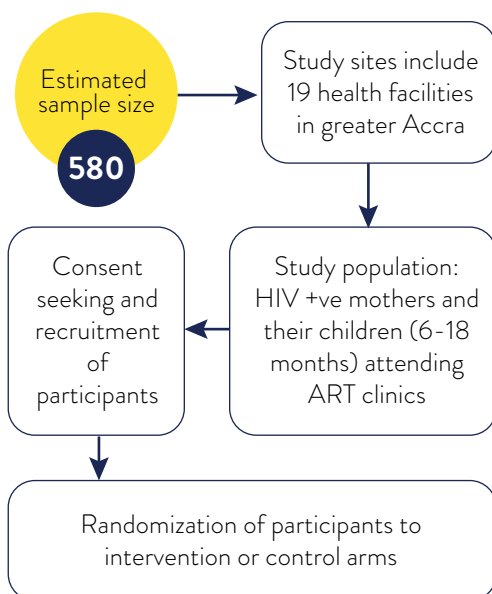 Estimated
sample size
580
Study sites include
19 health facilities
in greater Accra
Study population:
HIV +ve mothers and
their children (6-18
months) attending
ART clinics
Consent
seeking and
recruitment
of
participants
Randomization of participants to
intervention or control arms